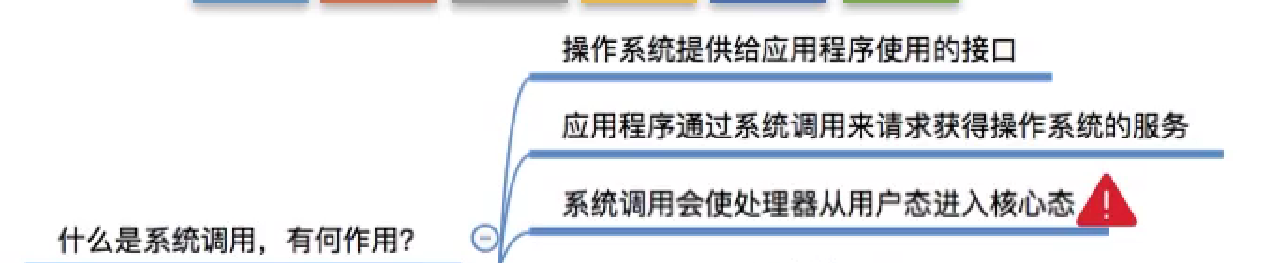 操作系统提供给应用程序使用的接口
应用程序通过系统调用来请求获得操作系统的服务
系统调用会使处理器从用户态进入核心态
什么是系统调用，有何作用？